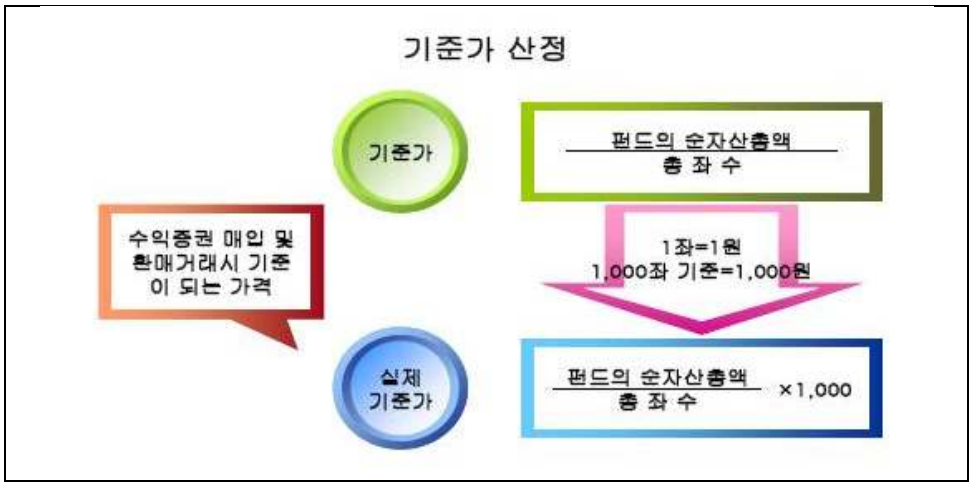 기준가 산정
기준가
펀드의 순자산총액
총 좌 수
수익증권 매입 및
환매거래시 기준
이 되는 가격
1좌=1원
1,000좌 기준=1,000원
실제
기준가
펀드의 순자산총액
총 좌 수
×1,000